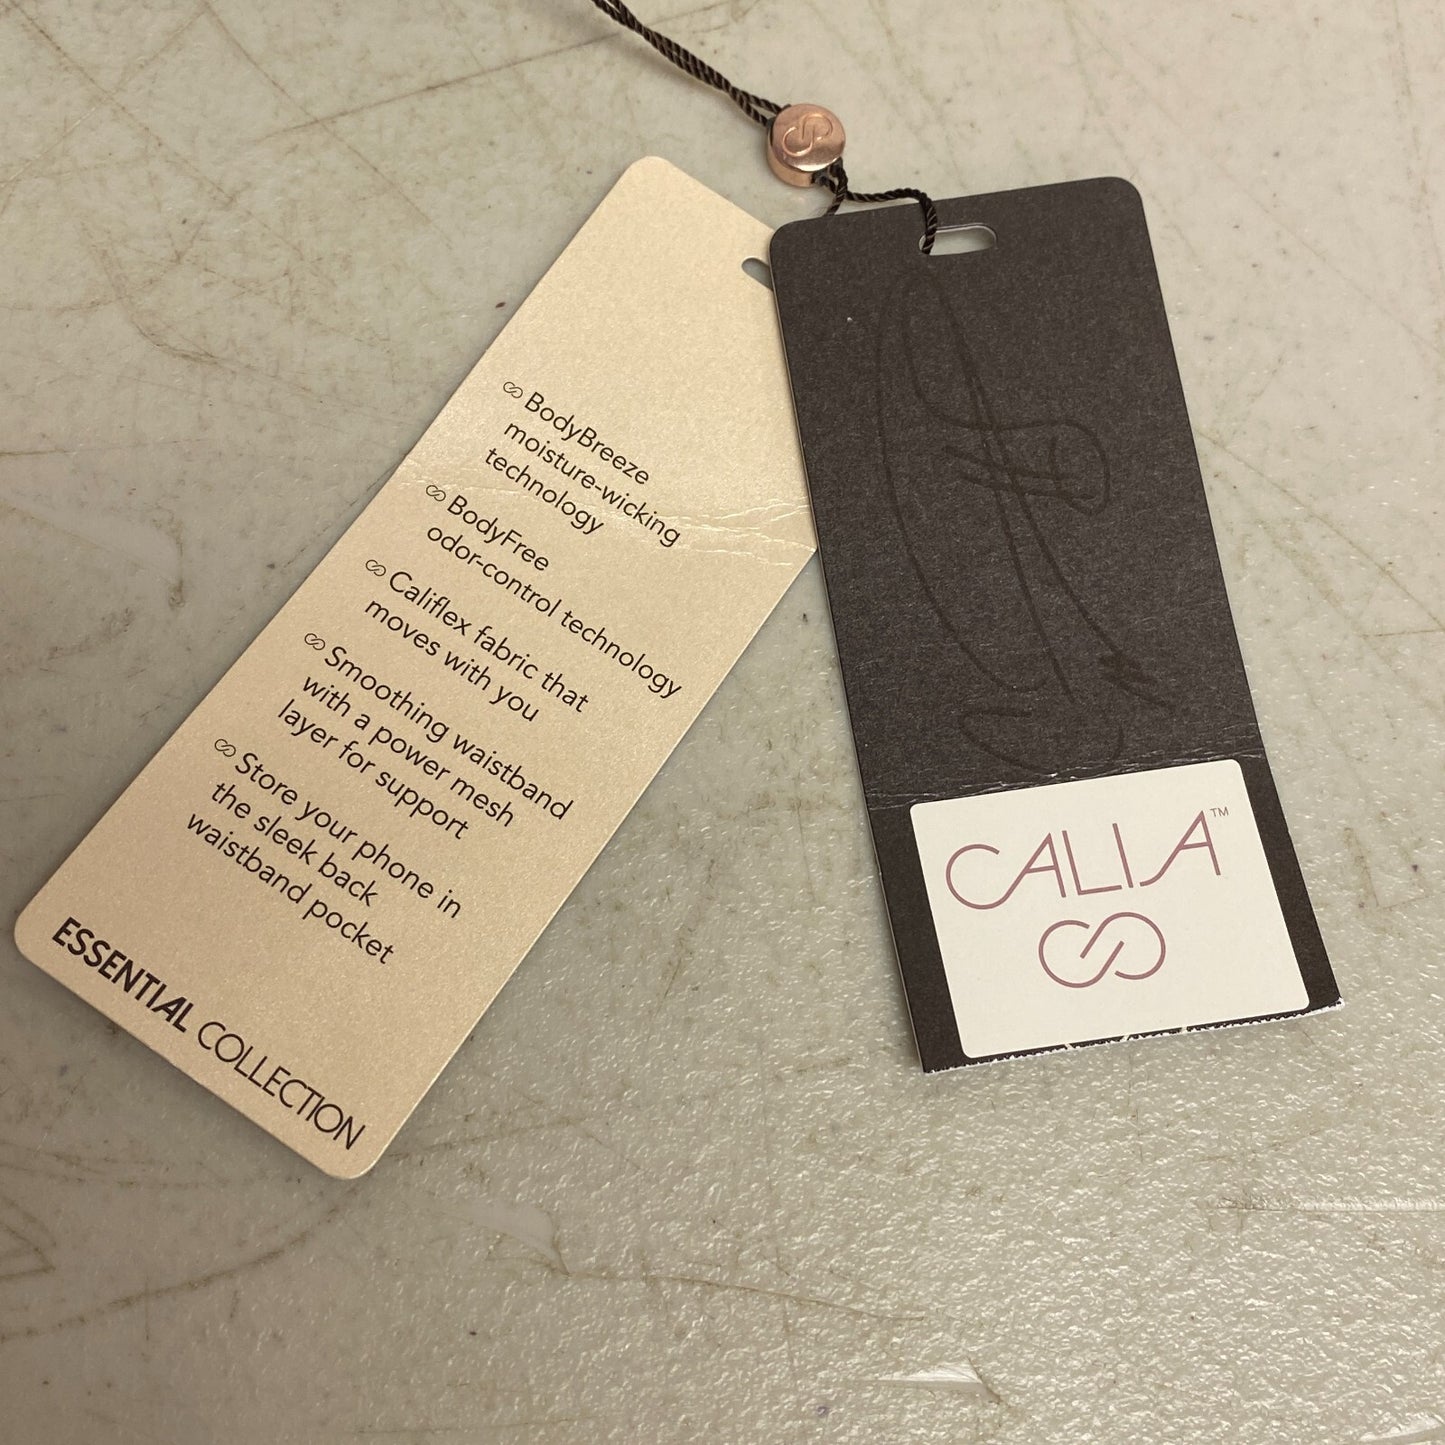 BodyBreeze
moisture-wicking
technology
BodyFree
odor-control technology
Califlex fabric that
moves with you
Smoothing waistband
with a power mesh
layer for support
Store your phone in
the sleek back
waistband pocket
ESSENTIAL COLLECTION
CALIA™